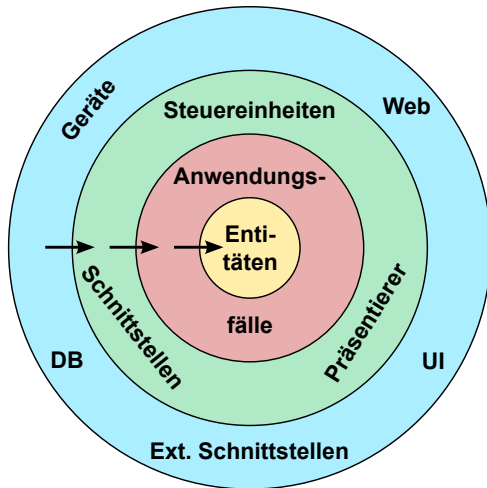 Geräte
Web
Steuereinheiten
Anwendungs-
Enti-
täten
fälle
Schnittstellen
Präsentierer
DB
UI
Ext. Schnittstellen